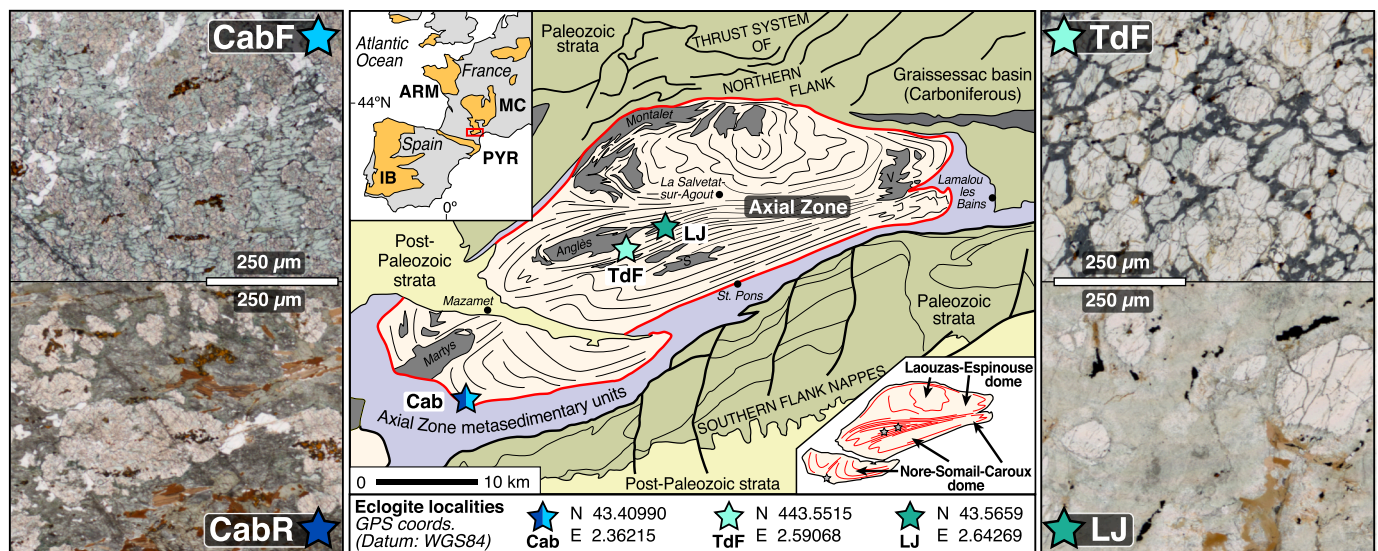 CabF
250 µm
250 µm
CabR
Atlantic
Ocean
France
ARM
MC
44°N
Spain
PYR
IB
0°
Paleozoic
strata
THRUST SYSTEM
OF
NORTHERN
FLANK
Graissessac basin
(Carboniferous)
Montalet
La Salvetat-
sur-Agout
V
Lamalou
les
Bains
Axial Zone
LJ
Anglès
S
TdF
Post-
Paleozoic
strata
St. Pons
Mazamet
Paleozoic
strata
Martys
Cab
Axial Zone metasedimentary units
SOUTHERN FLANK NAPPES
Laouzas-Espinouse
dome
Nore-Somail-Caroux
dome
0 10 km
Post-Paleozoic strata
Eclogite localities
GPS coords.
(Datum: WGS84)
Cab
N 43.40990
E 2.36215
TdF
N 443.5515
E 2.59068
LJ
N 43.5659
E 2.64269
TdF
250 µm
250 µm
LJ